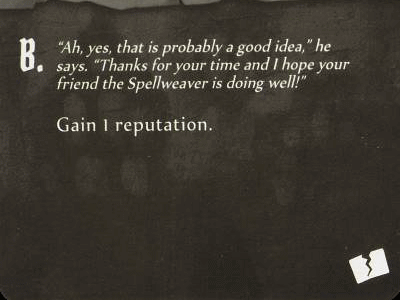 B. “Ah, yes, that is probably a good idea,” he
says. “Thanks for your time and I hope your
friend the Spellweaver is doing well!”
Gain 1 reputation.